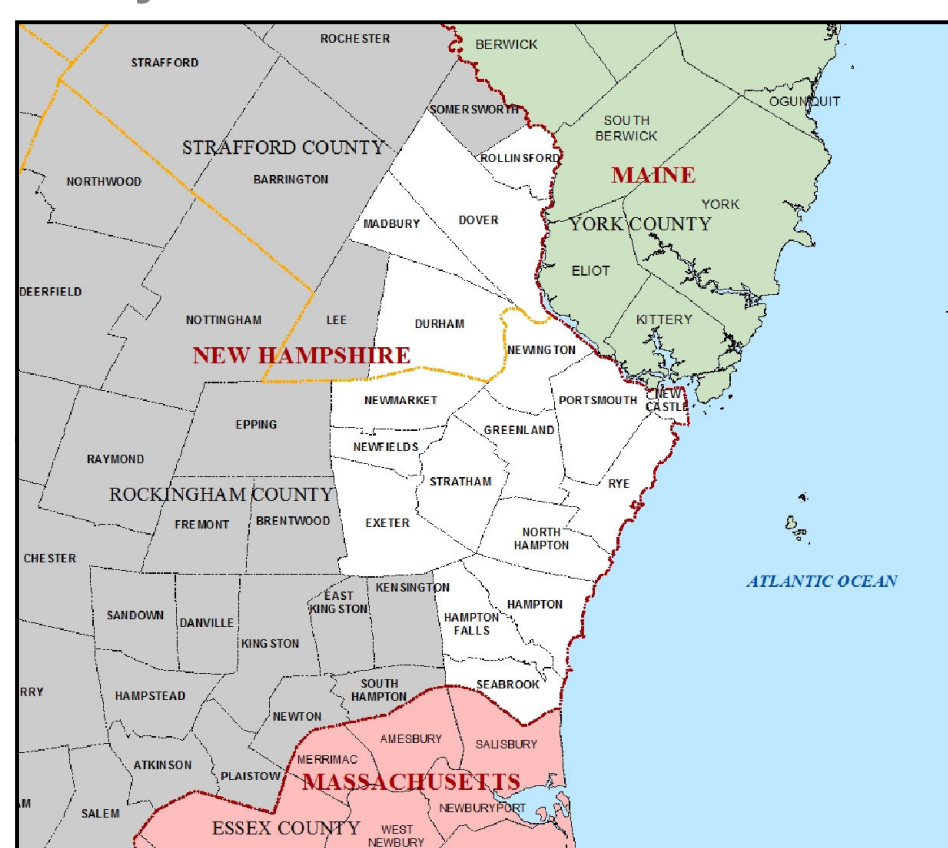 ROCHESTER
BERWICK
STRAFFORD
OGUNQUIT
SOMERSWORTH
SOUTH
BERWICK
STRAFFORD COUNTY
ROLLINSFORD
MAINE
NORTHWOOD
BARRINGTON
YORK
MADBURY
DOVER
YORK COUNTY
ELIOT
DEERFIELD
NOTTINGHAM
LEE
DURHAM
KITTERY
NEW HAMPSHIRE
NEWINGTON
NEWMARKET
PORTSMOUTH
NEW
CASTLE
EPPING
GREENLAND
NEWFIELDS
RAYMOND
STRATHAM
RYE
ROCKINGHAM COUNTY
FREMONT
BRENTWOOD
EXETER
NORTH
HAMPTON
CHESTER
ATLANTIC OCEAN
KENSINGTON
EAST
KINGSTON
HAMPTON
SANDOWN
DANVILLE
HAMPTON
FALLS
KINGSTON
RRY
HAMPSTEAD
SOUTH
HAMPTON
SEABROOK
NEWTON
AMESBURY
SALISBURY
MERRIMAC
ATKINSON
PLAISTOW
MASSACHUSETTS
AM
SALEM
NEWBURYPORT
ESSEX COUNTY
WEST
NEWBURY